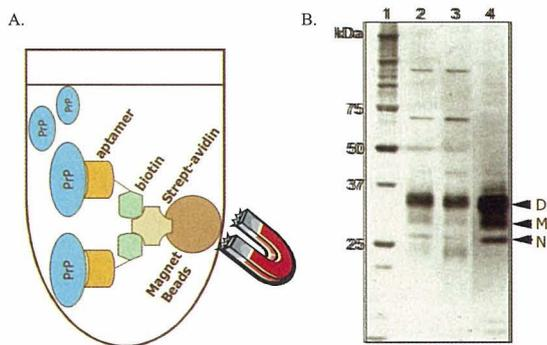 A.
PrP
PrP
PrP
aptamer
biotin
Strept-avidin
PrP
Magnet
Beads
B.
1 2 3 4
kDa
75
50
37
25
D
M
N